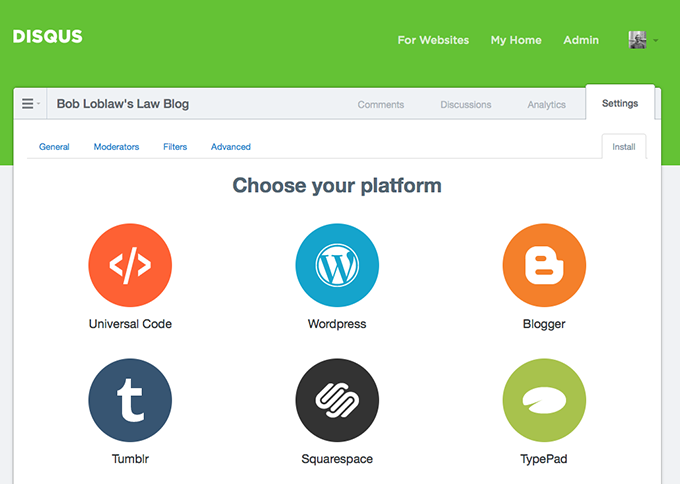 DISQUS
For Websites My Home Admin
Bob Loblaw's Law Blog Comments Discussions Analytics Settings
General Moderators Filters Advanced Install
Choose your platform
Universal Code Wordpress Blogger
Tumblr Squarespace TypePad